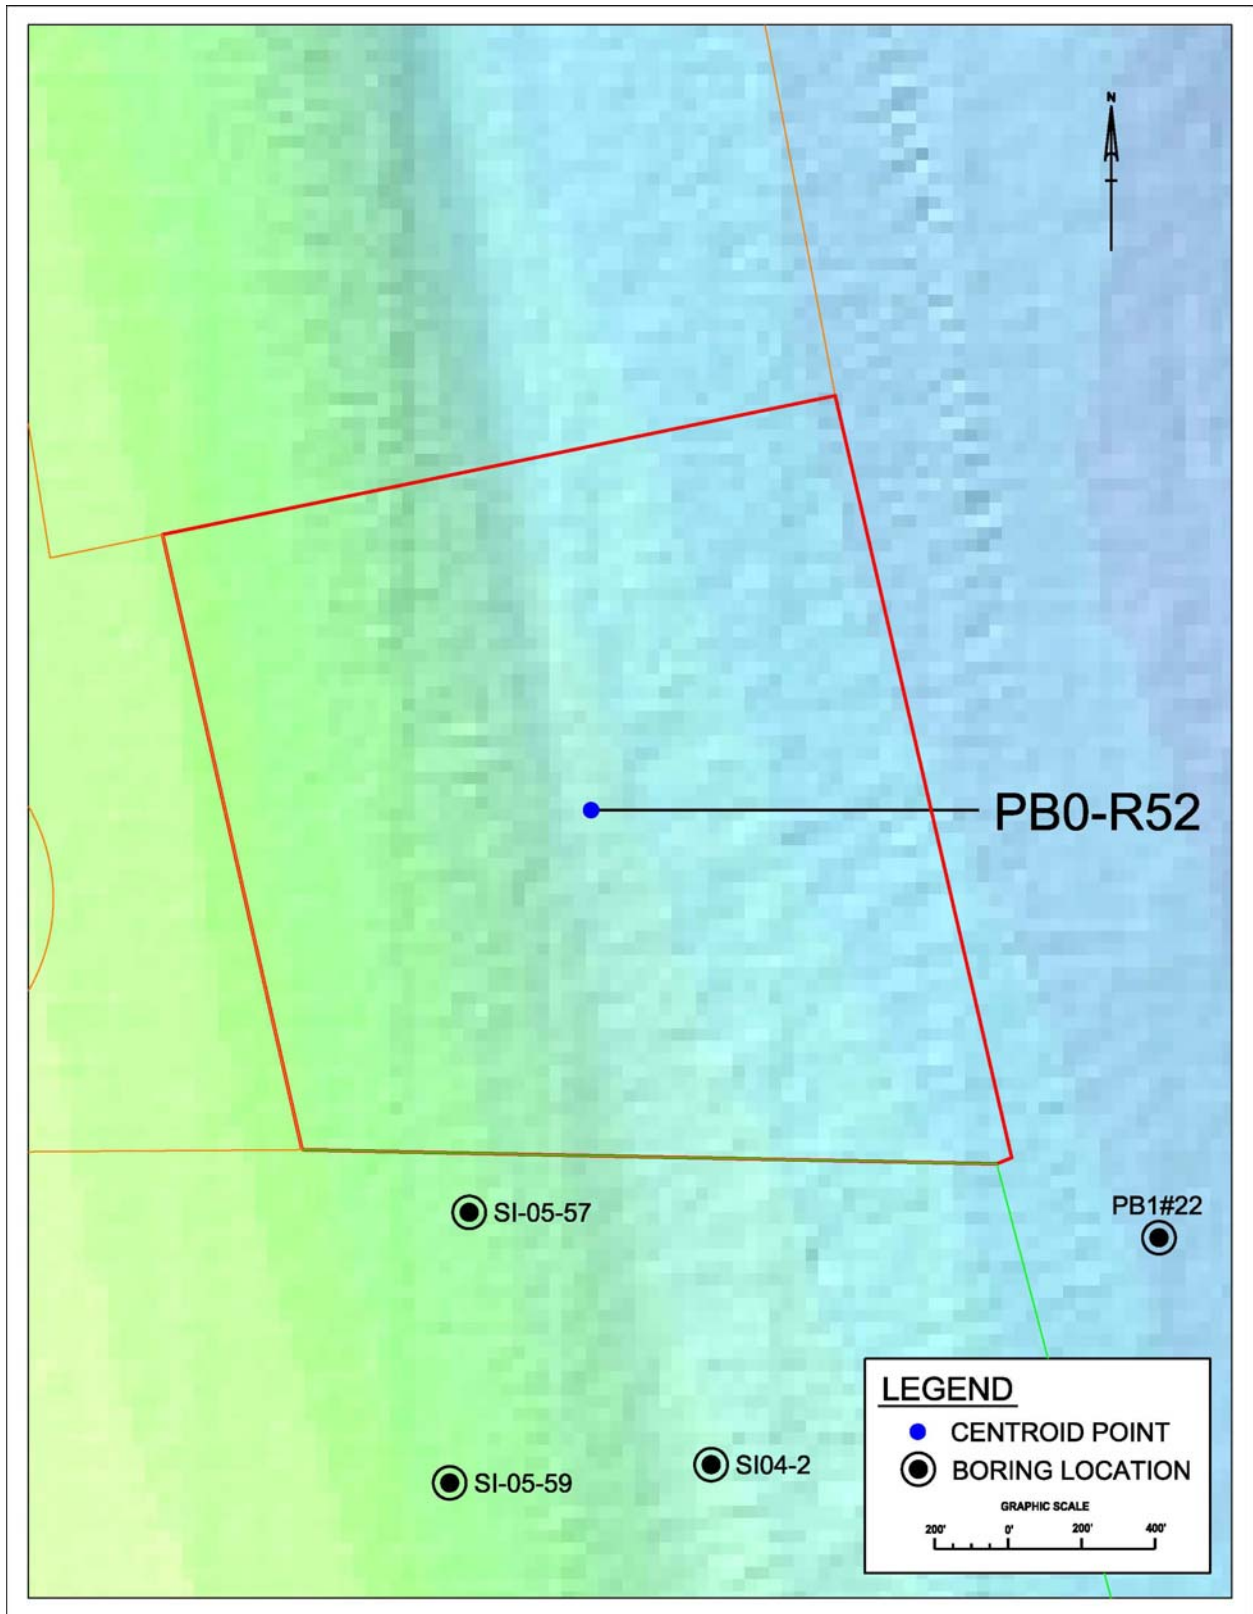 N
PB0-R52
SI-05-57
PB1#22
SI-05-59
SI04-2
LEGEND
CENTROID POINT
BORING LOCATION
GRAPHIC SCALE
200' 0' 200' 400'